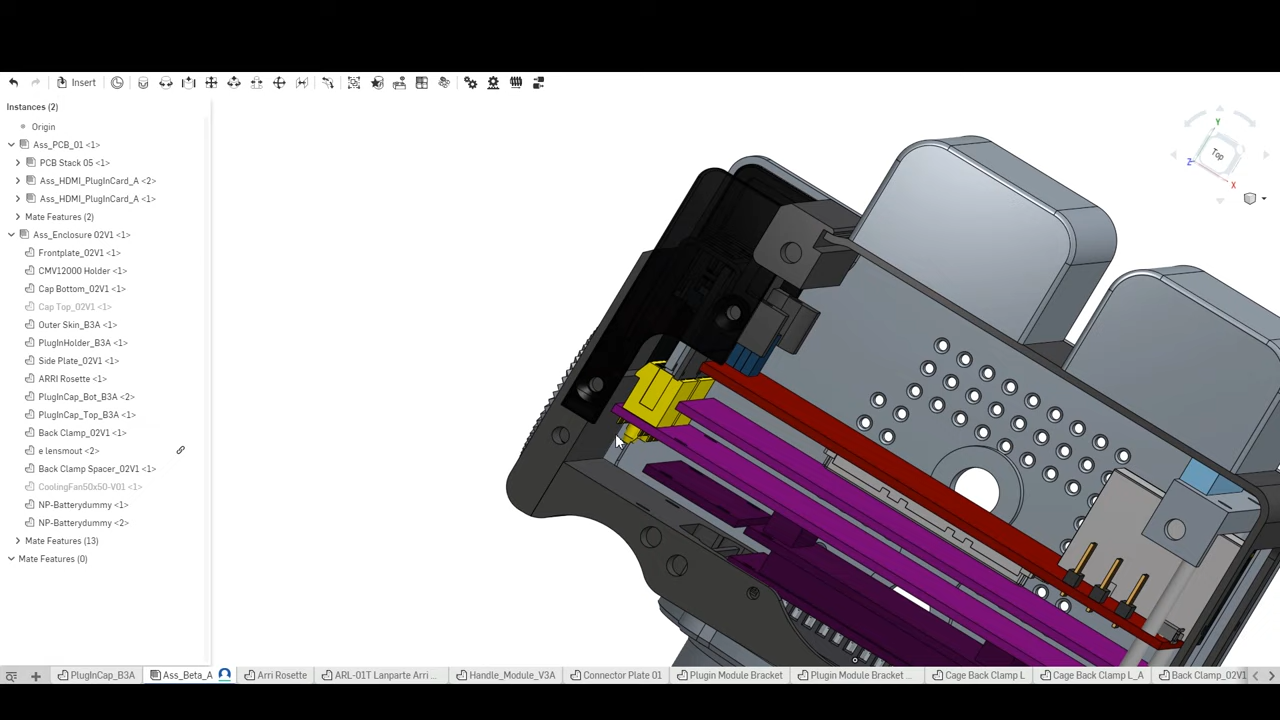 Insert
Instances (2)
Origin
Ass_PCB_01 <1>
PCB Stack 05 <1>
Ass_HDMI_PlugInCard_A <2>
Ass_HDMI_PlugInCard_A <1>
Mate Features (2)
Ass_Enclosure 02V1 <1>
Frontplate_02V1 <1>
CMV12000 Holder <1>
Cap Bottom_02V1 <1>
Cap Top_02V1 <1>
Outer Skin_B3A <1>
PlugInHolder_B3A <1>
Side Plate_02V1 <1>
ARRI Rosette <1>
PlugInCap_Bot_B3A <2>
PlugInCap_Top_B3A <1>
Back Clamp_02V1 <1>
e lensmout <2>
Back Clamp Spacer_02V1 <1>
CoolingFan50x50-V01 <1>
NP-Batterydummy <1>
NP-Batterydummy <2>
Mate Features (13)
Mate Features (0)
Y
Top
Z
X
PlugInCap_B3A
Ass_Beta_A
Arri Rosette
ARL-01T Lanparte Arri ...
Handle_Module_V3A
Connector Plate 01
Plugin Module Bracket
Plugin Module Bracket ...
Cage Back Clamp L
Cage Back Clamp L_A
Back Clamp_02V1